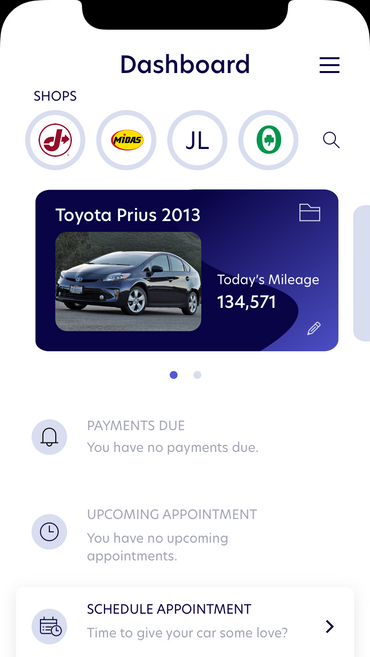 Dashboard
SHOPS
MIDAS
JL
Toyota Prius 2013
Today's Mileage
134,571
PAYMENTS DUE
You have no payments due.
UPCOMING APPOINTMENT
You have no upcoming
appointments.
SCHEDULE APPOINTMENT
Time to give your car some love?